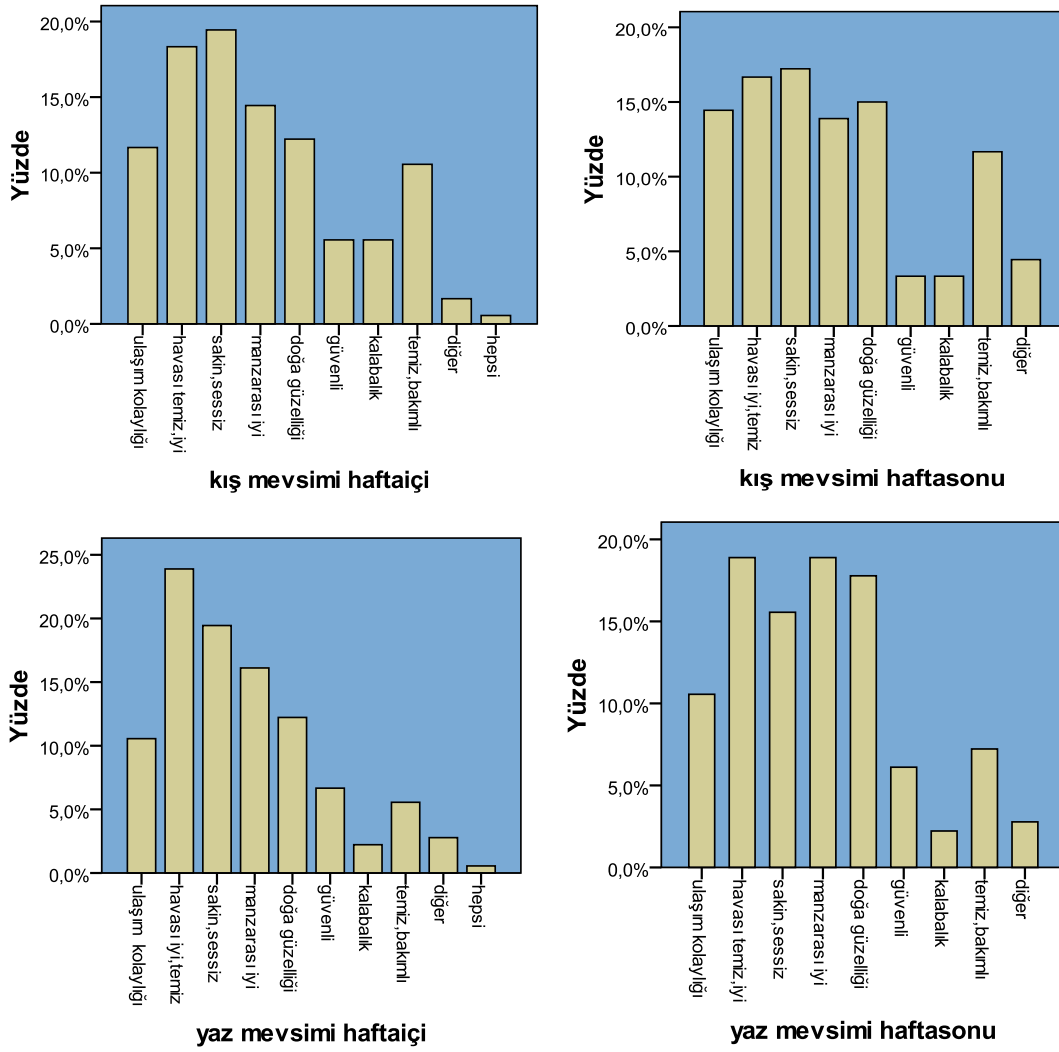 Yüzde
20,0%
15,0%
10,0%
5,0%
0,0%
ulaşım kolaylığı
havası temiz,iyi
sakin,sessiz
manzarası iyi
doğa güzelliği
güvenli
kalabalık
temiz,bakımlı
diğer
hepsi
kış mevsimi haftaiçi
Yüzde
20,0%
15,0%
10,0%
5,0%
0,0%
ulaşım kolaylığı
havası iyi,temiz
sakin,sessiz
manzarası iyi
doğa güzelliği
güvenli
kalabalık
temiz,bakımlı
diğer
kış mevsimi haftasonu
Yüzde
25,0%
20,0%
15,0%
10,0%
5,0%
0,0%
ulaşım kolaylığı
havası iyi,temiz
sakin,sessiz
manzarası iyi
doğa güzelliği
güvenli
kalabalık
temiz,bakımlı
diğer
hepsi
yaz mevsimi haftaiçi
Yüzde
20,0%
15,0%
10,0%
5,0%
0,0%
ulaşım kolaylığı
havası temiz,iyi
sakin,sessiz
manzarası iyi
doğa güzelliği
güvenli
kalabalık
temiz,bakımlı
diğer
yaz mevsimi haftasonu